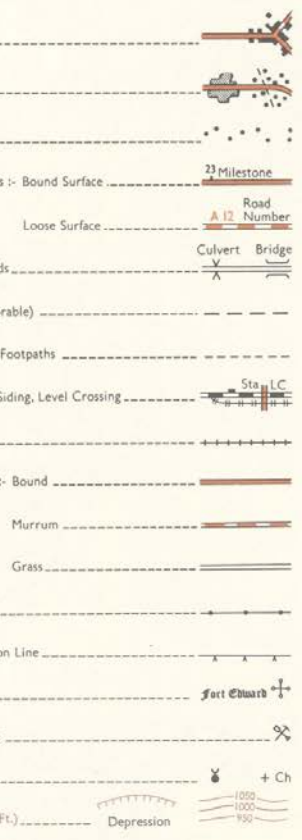 s :- Bound Surface
23 Milestone
Loose Surface
A 12
Road
Number
Culvert Bridge
ds
rable)
Footpaths
Siding, Level Crossing
Sta LC
:- Bound
Murrum
Grass
on Line
Fort Edward
+ Ch
Ft.)
Depression
1050
1000
950